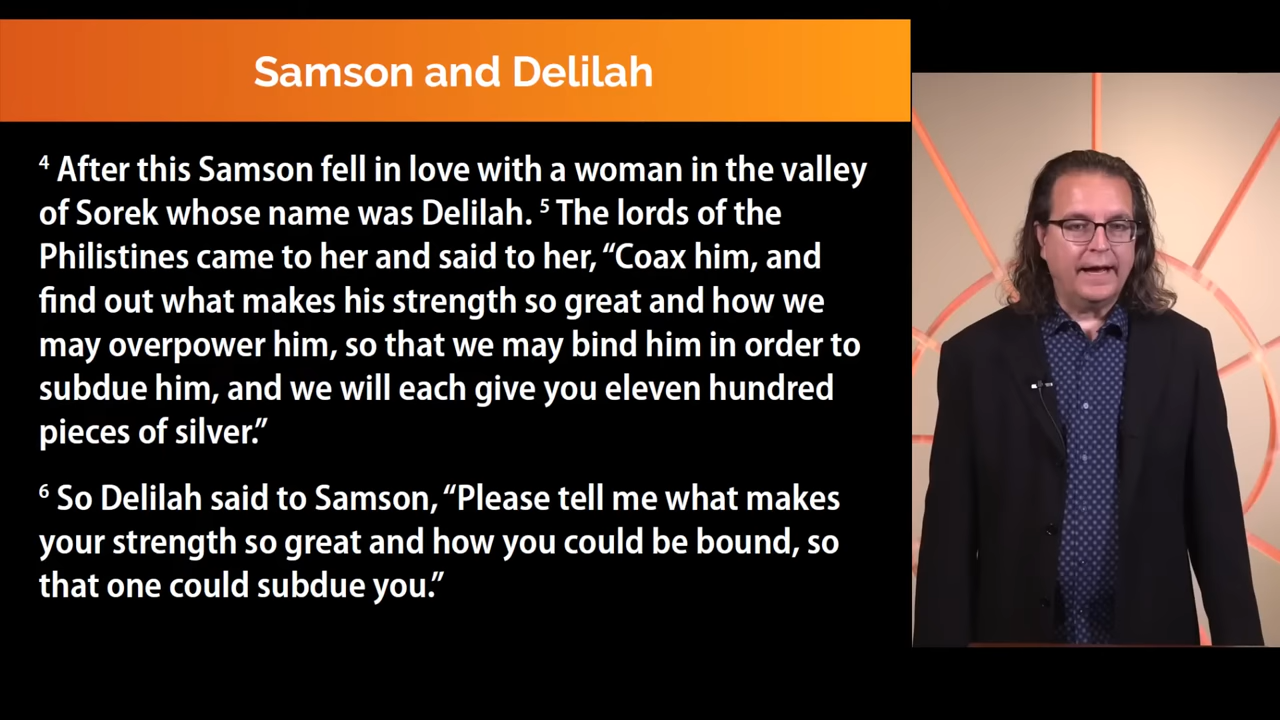 Samson and Delilah
⁴ After this Samson fell in love with a woman in the valley
of Sorek whose name was Delilah. ⁵ The lords of the
Philistines came to her and said to her, “Coax him, and
find out what makes his strength so great and how we
may overpower him, so that we may bind him in order to
subdue him, and we will each give you eleven hundred
pieces of silver.”
⁶ So Delilah said to Samson, “Please tell me what makes
your strength so great and how you could be bound, so
that one could subdue you.”